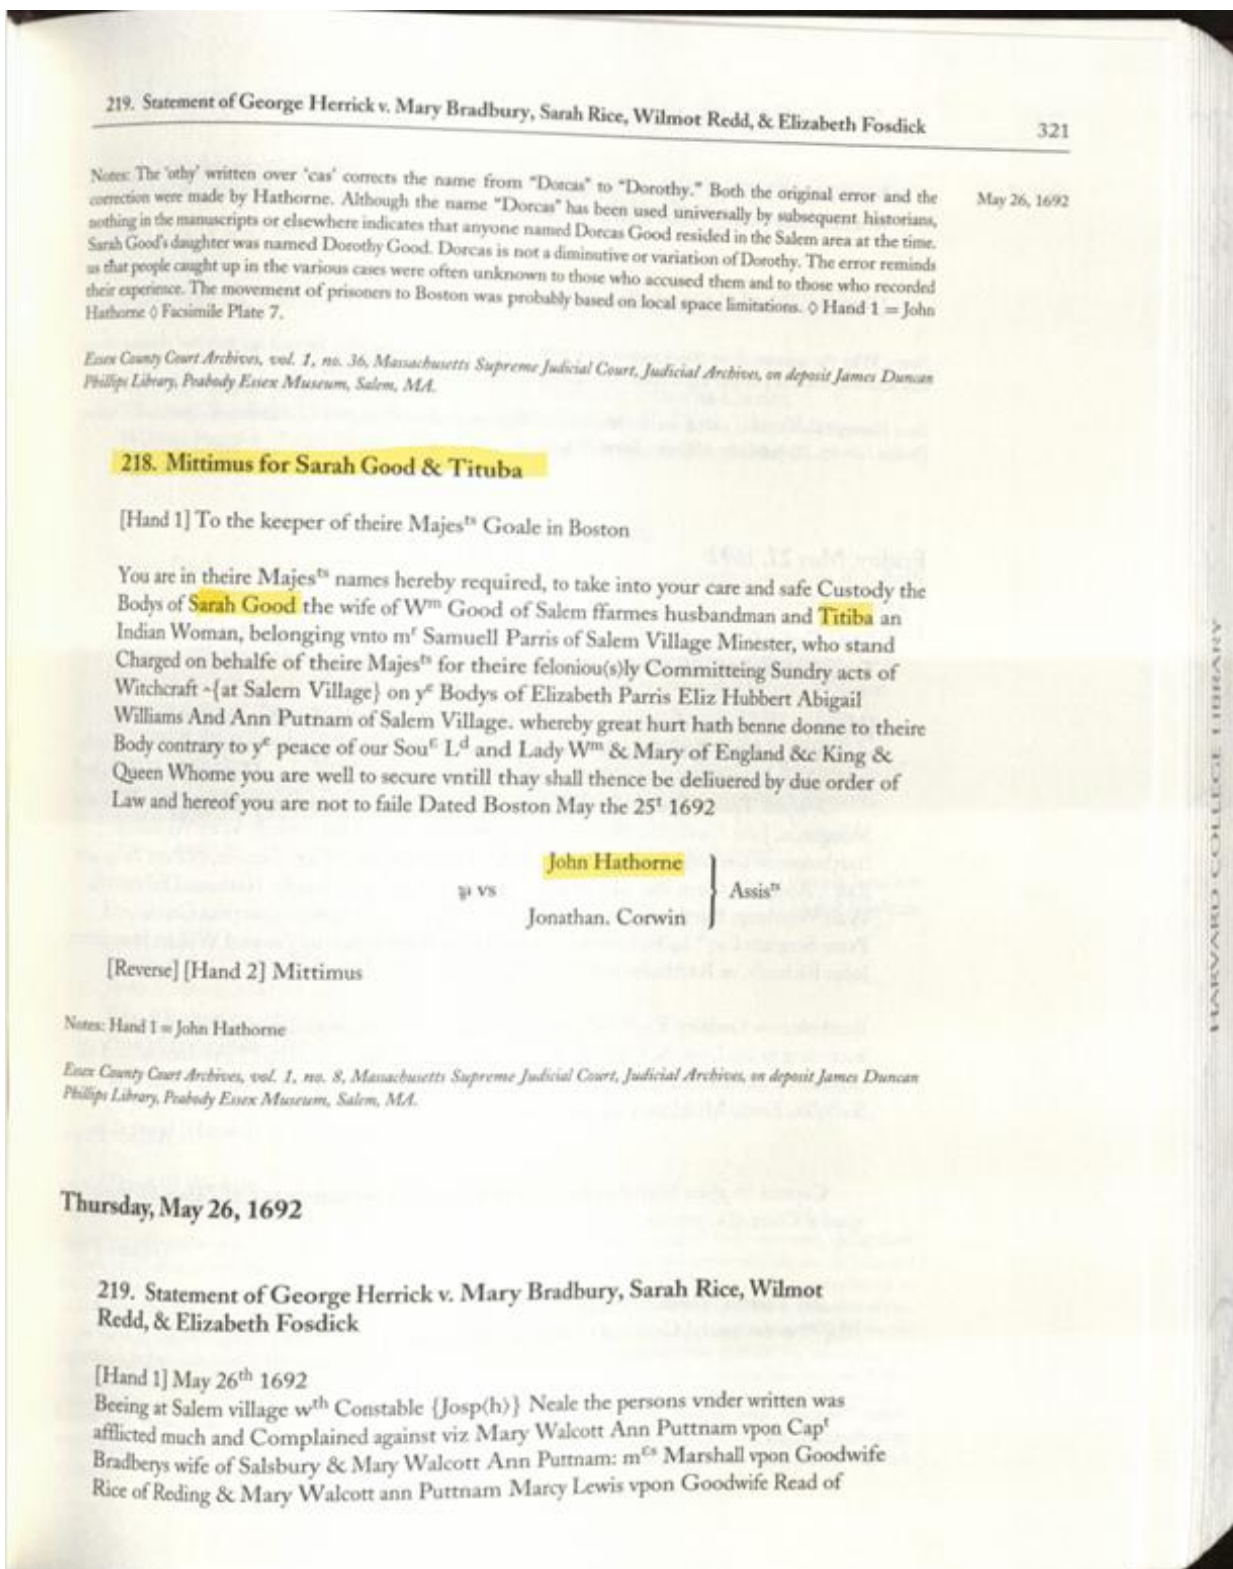 219. Statement of George Herrick v. Mary Bradbury, Sarah Rice, Wilmot Redd, & Elizabeth Fosdick 321
Notes: The 'othy' written over 'cas' corrects the name from "Dorcas" to "Dorothy." Both the original error and the
May 26, 1692
correction were made by Hathorne. Although the name "Dorcas" has been used universally by subsequent historians,
nothing in the manuscripts or elsewhere indicates that anyone named Dorcas Good resided in the Salem area at the time.
Sarah Good's daughter was named Dorothy Good. Dorcas is not a diminutive or variation of Dorothy. The error reminds
us that people caught up in the various cases were often unknown to those who accused them and to those who recorded
their experience. The movement of prisoners to Boston was probably based on local space limitations. ◊ Hand 1 = John
Hathorne ◊ Facsimile Plate 7.
Essex County Court Archives, vol. 1, no. 36, Massachusetts Supreme Judicial Court, Judicial Archives, on deposit James Duncan
Phillips Library, Peabody Essex Museum, Salem, MA.
218. Mittimus for Sarah Good & Tituba
[Hand 1] To the keeper of theire Majesᵗˢ Goale in Boston
You are in theire Majesᵗˢ names hereby required, to take into your care and safe Custody the
Bodys of Sarah Good the wife of Wᵐ Good of Salem ffarmes husbandman and Titiba an
Indian Woman, belonging vnto mʳ Samuell Parris of Salem Village Minester, who stand
Charged on behalfe of theire Majesᵗˢ for theire feloniou(s)ly Committeing Sundry acts of
Witchcraft ~{at Salem Village} on yᵉ Bodys of Elizabeth Parris Eliz Hubbert Abigail
Williams And Ann Putnam of Salem Village. whereby great hurt hath benne donne to theire
Body contrary to yᵉ peace of our Souᶜ Lᵈ and Lady Wᵐ & Mary of England &c King &
Queen Whome you are well to secure vntill thay shall thence be deliuered by due order of
Law and hereof you are not to faile Dated Boston May the 25ᵗ 1692
John Hathorne
vs Assisᵗˢ
Jonathan. Corwin
[Reverse] [Hand 2] Mittimus
Notes: Hand 1 = John Hathorne
Essex County Court Archives, vol. 1, no. 8, Massachusetts Supreme Judicial Court, Judicial Archives, on deposit James Duncan
Phillips Library, Peabody Essex Museum, Salem, MA.
Thursday, May 26, 1692
219. Statement of George Herrick v. Mary Bradbury, Sarah Rice, Wilmot
Redd, & Elizabeth Fosdick
[Hand 1] May 26ᵗʰ 1692
Beeing at Salem village wᵗʰ Constable {Josp(h)} Neale the persons vnder written was
afflicted much and Complained against viz Mary Walcott Ann Puttnam vpon Capᵗ
Bradberys wife of Salsbury & Mary Walcott Ann Puttnam: mᶜˢ Marshall vpon Goodwife
Rice of Reding & Mary Walcott ann Puttnam Marcy Lewis vpon Goodwife Read of
HARVARD COLLEGE LIBRARY